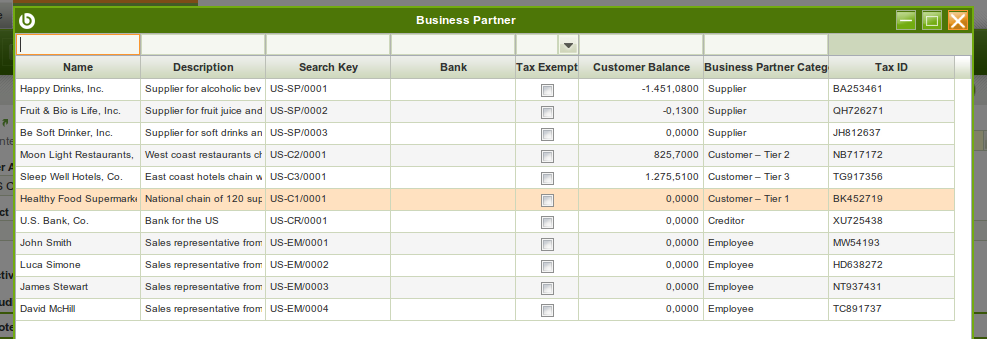 Business Partner
Name Description Search Key Bank Tax Exempt Customer Balance Business Partner Categ Tax ID
Happy Drinks, Inc. Supplier for alcoholic bev US-SP/0001 -1.451,0800 Supplier BA253461
Fruit & Bio is Life, Inc. Supplier for fruit juice and US-SP/0002 -0,1300 Supplier QH726271
Be Soft Drinker, Inc. Supplier for soft drinks an US-SP/0003 0,0000 Supplier JH812637
Moon Light Restaurants, West coast restaurants ch US-C2/0001 825,7000 Customer – Tier 2 NB717172
Sleep Well Hotels, Co. East coast hotels chain w US-C3/0001 1.275,5100 Customer – Tier 3 TG917356
Healthy Food Supermarke National chain of 120 sup US-C1/0001 0,0000 Customer – Tier 1 BK452719
U.S. Bank, Co. Bank for the US US-CR/0001 0,0000 Creditor XU725438
John Smith Sales representative from US-EM/0001 0,0000 Employee MW54193
Luca Simone Sales representative from US-EM/0002 0,0000 Employee HD638272
James Stewart Sales representative from US-EM/0003 0,0000 Employee NT937431
David McHill Sales representative from US-EM/0004 0,0000 Employee TC891737